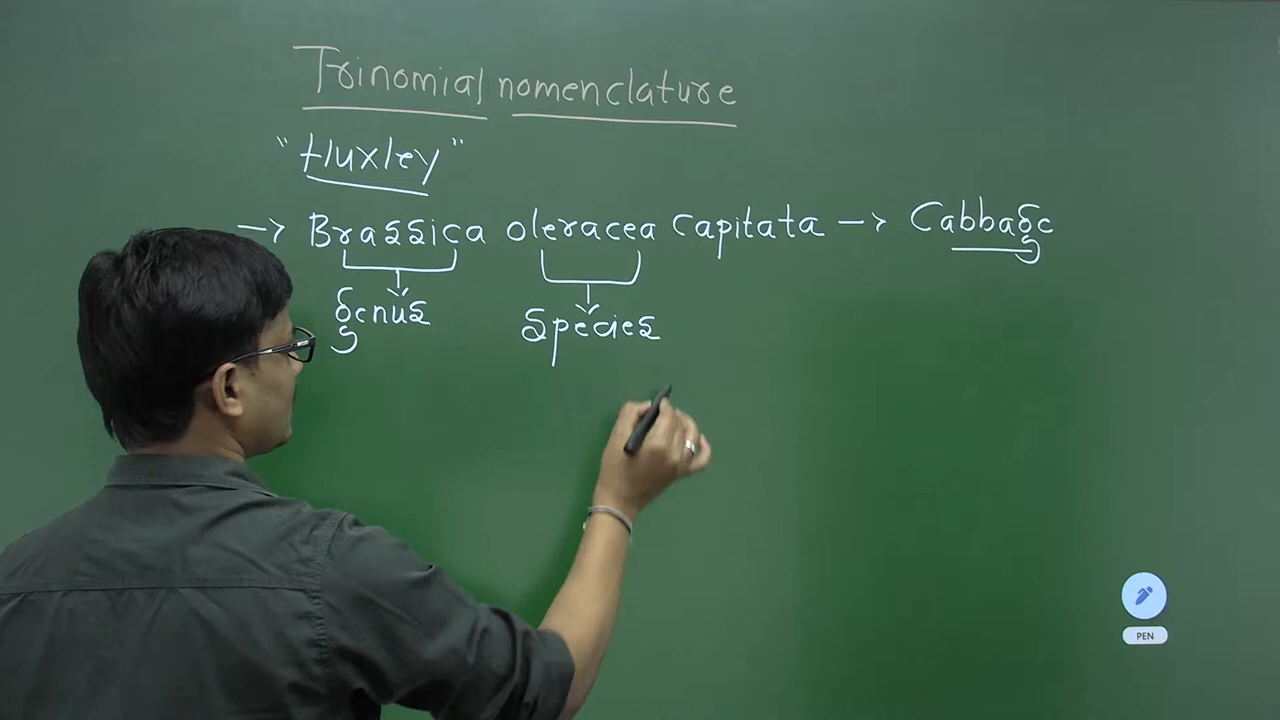 Trinomial nomenclature
"Huxley"
→ Brassica oleracea capitata → Cabbage
genus species
PEN